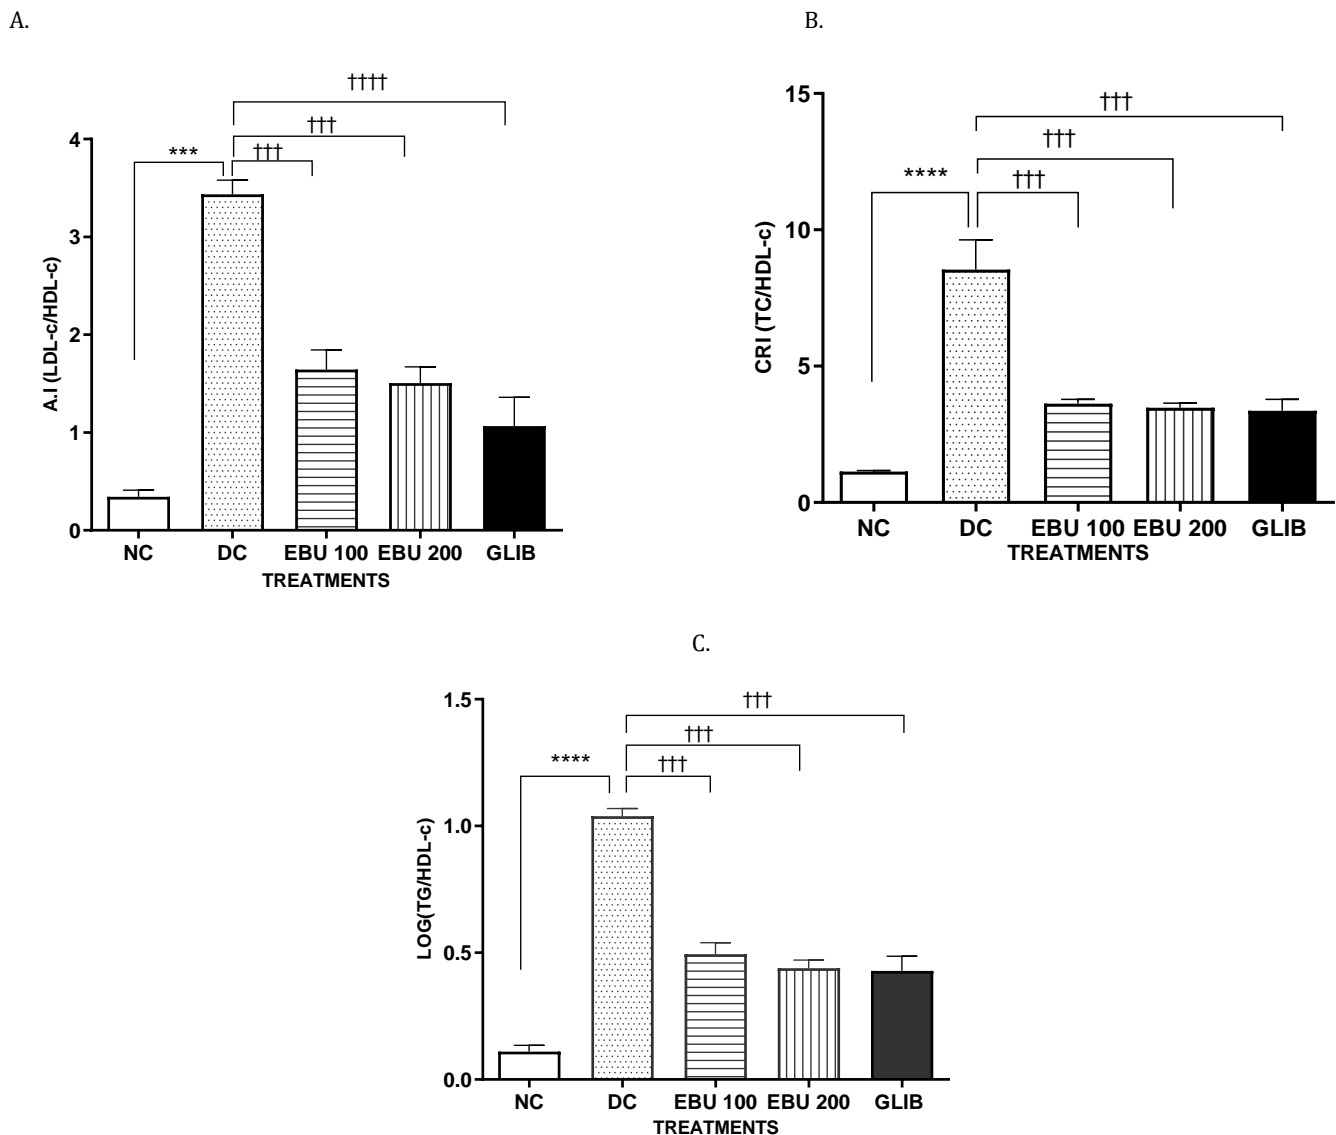 A.
††††
†††
***
†††
4
3
2
1
0
A.I (LDL-c/HDL-c)
NC DC EBU 100 EBU 200 GLIB
TREATMENTS
B.
†††
†††
****
†††
15
10
5
0
CRI (TC/HDL-c)
NC DC EBU 100 EBU 200 GLIB
TREATMENTS
C.
†††
†††
****
†††
1.5
1.0
0.5
0.0
LOG(TG/HDL-c)
NC DC EBU 100 EBU 200 GLIB
TREATMENTS